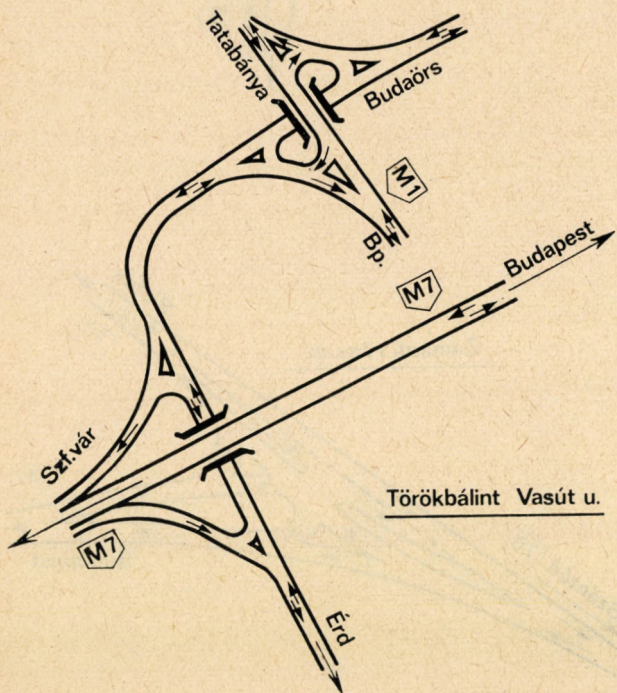 Tatabánya
Budaörs
M1
Bp.
Budapest
M7
Szf.vár
Törökbálint Vasút u.
M7
Érd